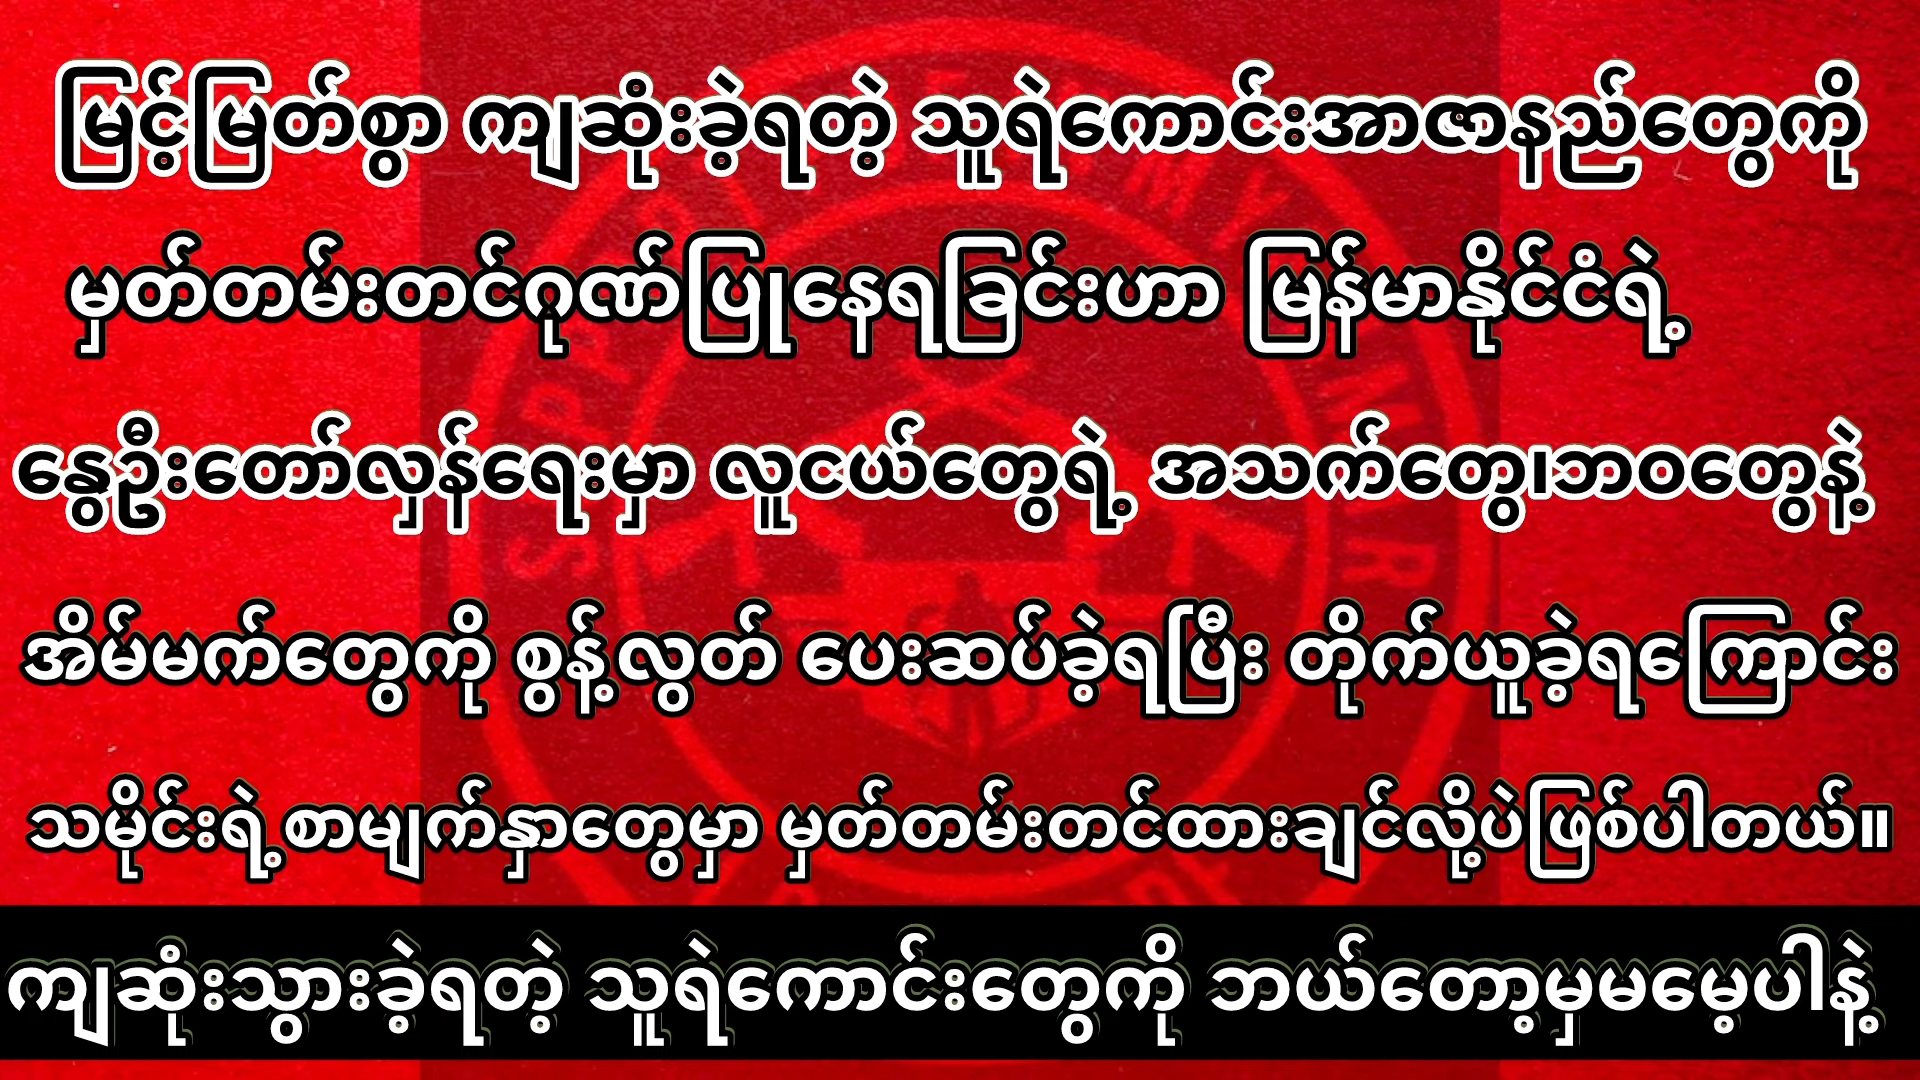 မြင့်မြတ်စွာ ကျဆုံးခဲ့ရတဲ့ သူရဲကောင်းအာဇာနည်တွေကို
မှတ်တမ်းတင်ဂုဏ်ပြုနေရခြင်းဟာ မြန်မာနိုင်ငံရဲ့
နွေဦးတော်လှန်ရေးမှာ လူငယ်တွေရဲ့ အသက်တွေ၊ဘဝတွေနဲ့
အိမ်မက်တွေကို စွန့်လွတ် ပေးဆပ်ခဲ့ရပြီး တိုက်ယူခဲ့ရကြောင်း
သမိုင်းရဲ့စာမျက်နှာတွေမှာ မှတ်တမ်းတင်ထားချင်လို့ပဲဖြစ်ပါတယ်။
ကျဆုံးသွားခဲ့ရတဲ့ သူရဲကောင်းတွေကို ဘယ်တော့မှမမေ့ပါနဲ့